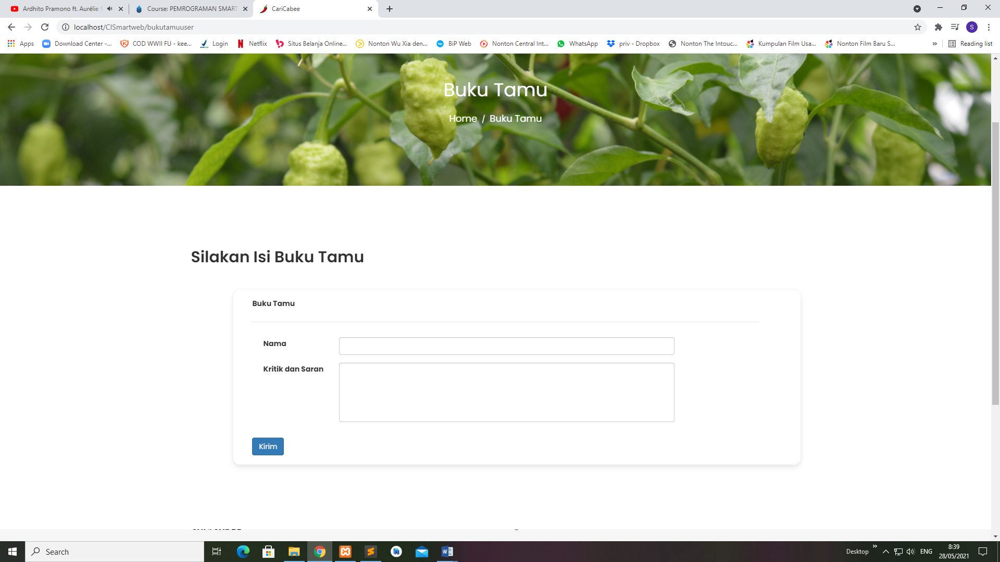 Ardhito Pramono ft. Aurélie
Course: PEMROGRAMAN SMART
CariCabee
localhost/CISmartweb/bukutamuuser
S
Apps
Download Center -...
COD WWII FU - kee...
Login
Netflix
Situs Belanja Online...
Nonton Wu Xia den...
BiP Web
Nonton Central Int...
WhatsApp
priv - Dropbox
Nonton The Intouc...
Kumpulan Film Usa...
Nonton Film Baru S...
»
Reading list
Buku Tamu
Home / Buku Tamu
Silakan Isi Buku Tamu
Buku Tamu
Nama
Kritik dan Saran
Kirim
Search
Desktop
»
ENG
8:39
28/05/2021